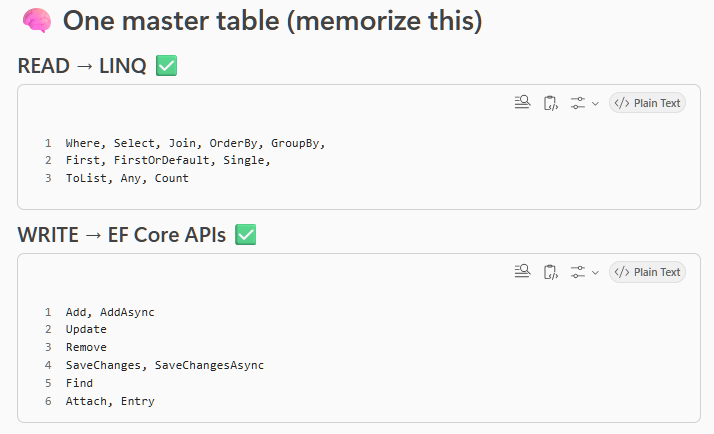 🧠 One master table (memorize this)
READ → LINQ ✅
</> Plain Text
1 Where, Select, Join, OrderBy, GroupBy,
2 First, FirstOrDefault, Single,
3 ToList, Any, Count
WRITE → EF Core APIs ✅
</> Plain Text
1 Add, AddAsync
2 Update
3 Remove
4 SaveChanges, SaveChangesAsync
5 Find
6 Attach, Entry